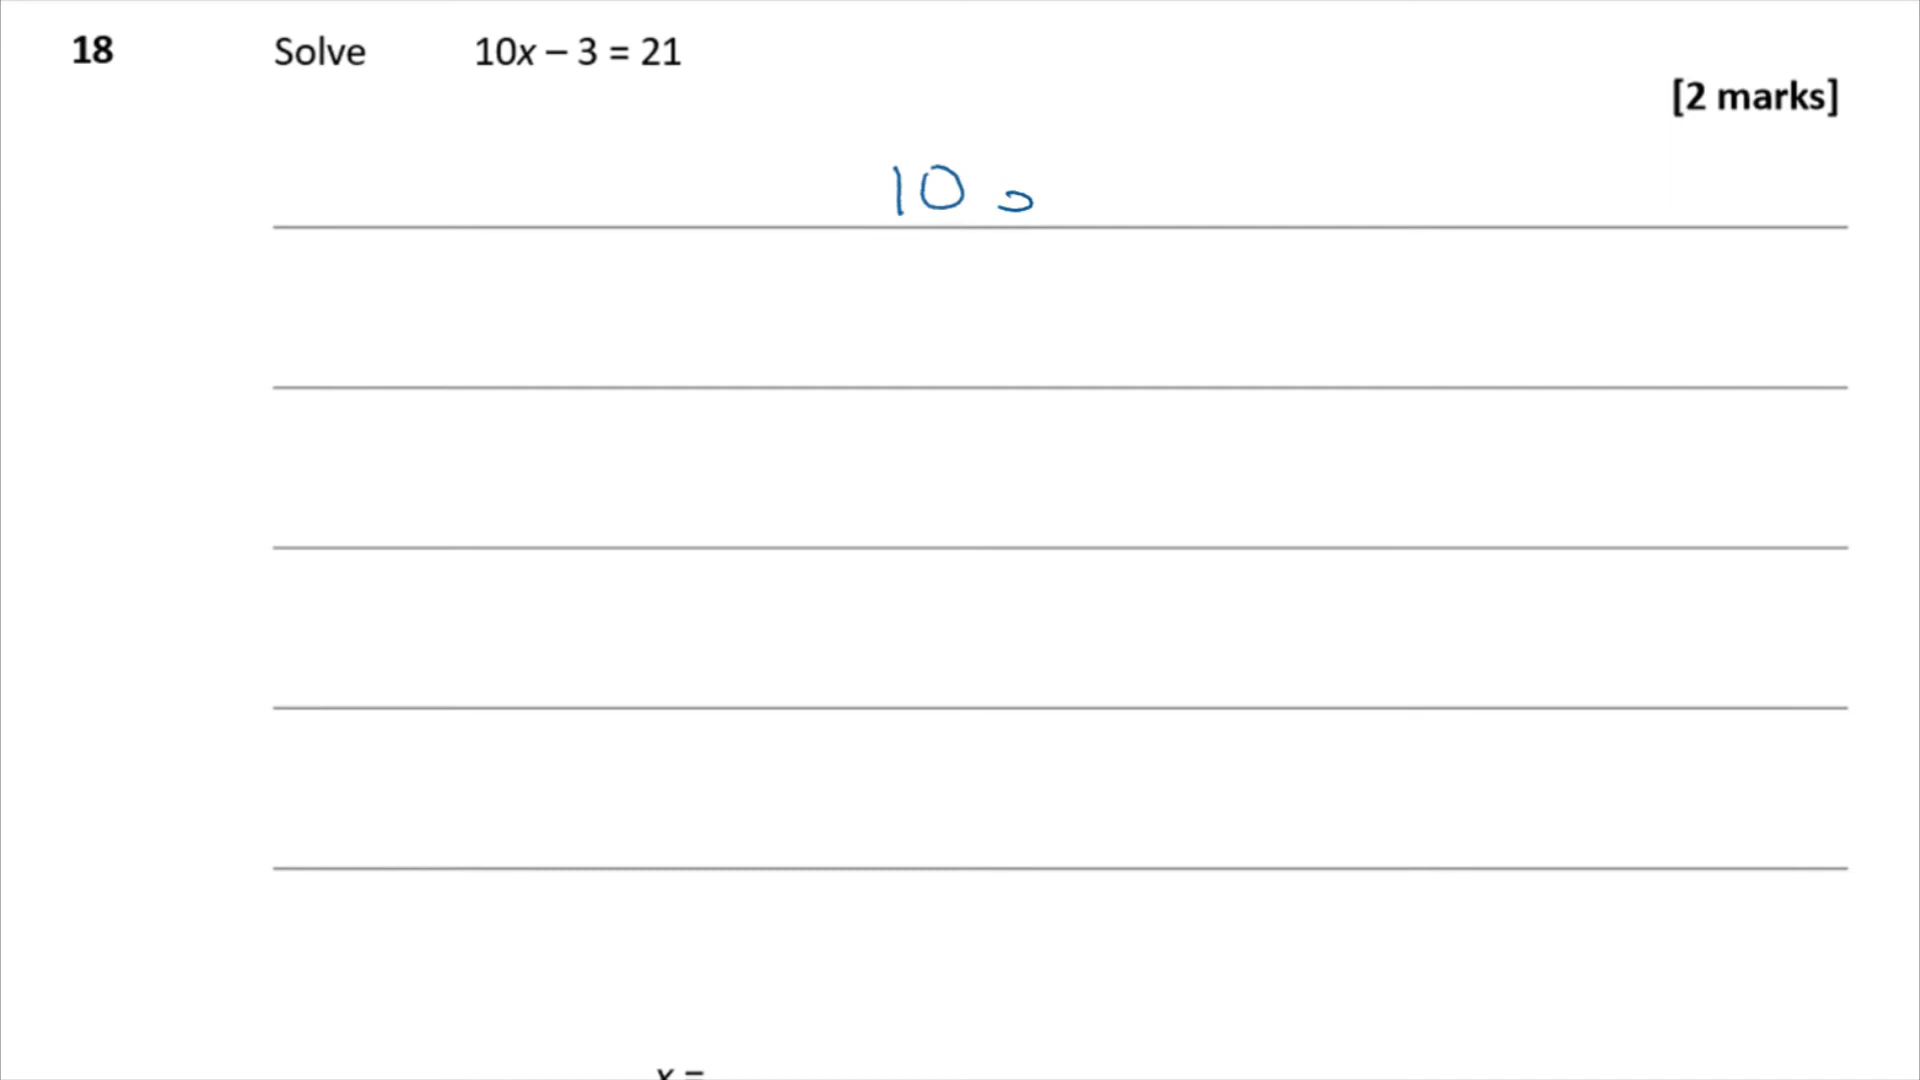 18 Solve 10x – 3 = 21
[2 marks]
10
x =